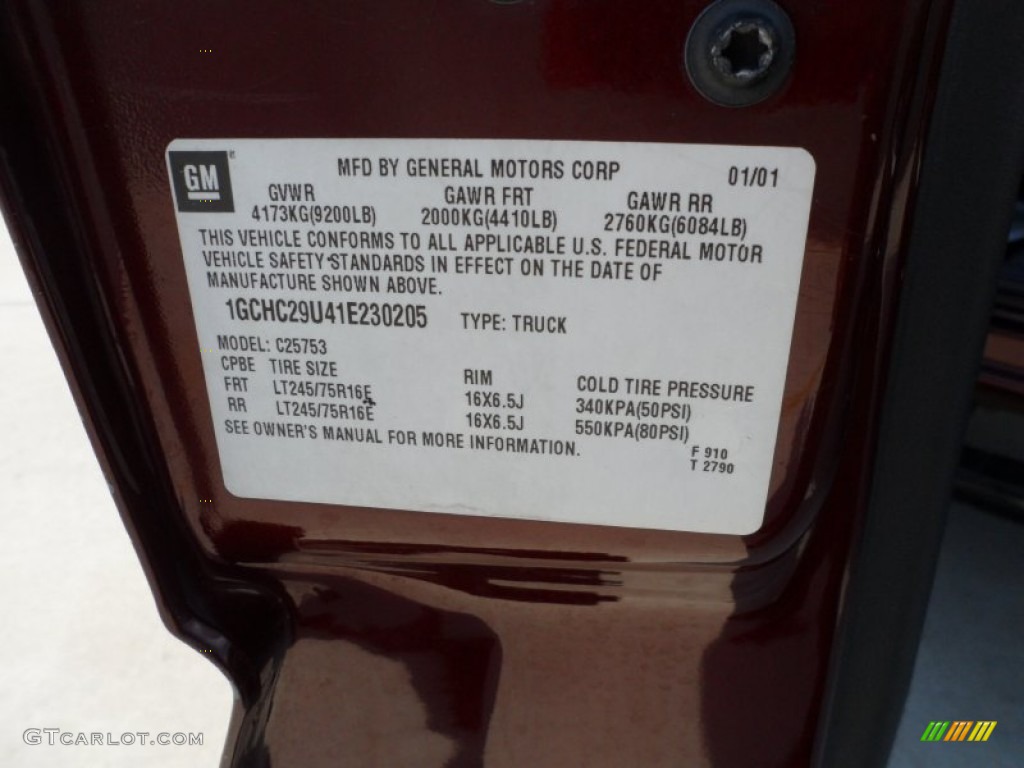 GM
MFD BY GENERAL MOTORS CORP 01/01
GVWR GAWR FRT GAWR RR
4173KG(9200LB) 2000KG(4410LB) 2760KG(6084LB)
THIS VEHICLE CONFORMS TO ALL APPLICABLE U.S. FEDERAL MOTOR
VEHICLE SAFETY STANDARDS IN EFFECT ON THE DATE OF
MANUFACTURE SHOWN ABOVE.
1GCHC29U41E230205 TYPE: TRUCK
MODEL: C25753
CPBE TIRE SIZE RIM COLD TIRE PRESSURE
FRT LT245/75R16E 16X6.5J 340KPA(50PSI)
RR LT245/75R16E 16X6.5J 550KPA(80PSI)
SEE OWNER'S MANUAL FOR MORE INFORMATION.
F 910
T 2790
GTCARLOT.COM